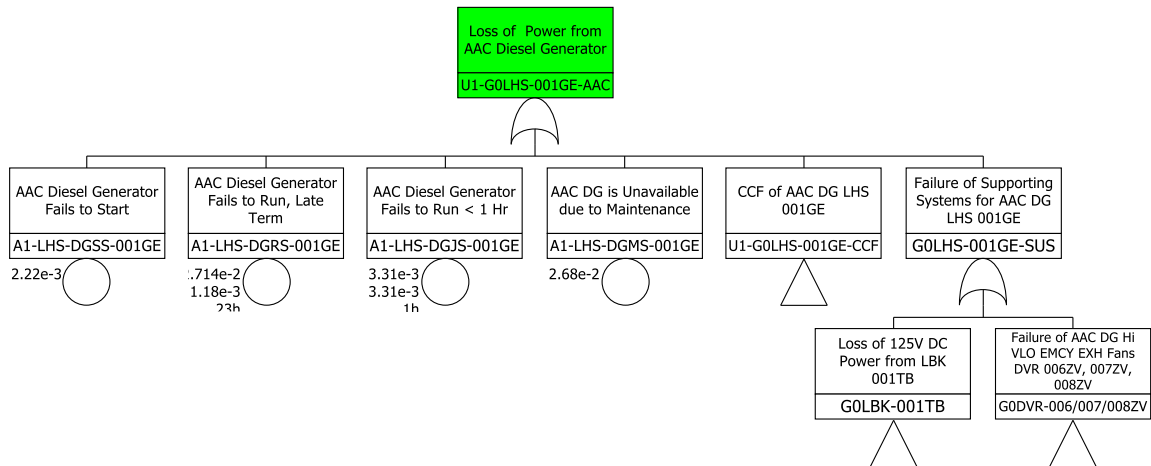 Loss of Power from
AAC Diesel Generator
U1-G0LHS-001GE-AAC
AAC Diesel Generator
Fails to Start
A1-LHS-DGSS-001GE
2.22e-3
AAC Diesel Generator
Fails to Run, Late
Term
A1-LHS-DGRS-001GE
.714e-2
1.18e-3
23h
AAC Diesel Generator
Fails to Run < 1 Hr
A1-LHS-DGJS-001GE
3.31e-3
3.31e-3
1h
AAC DG is Unavailable
due to Maintenance
A1-LHS-DGMS-001GE
2.68e-2
CCF of AAC DG LHS
001GE
U1-G0LHS-001GE-CCF
Failure of Supporting
Systems for AAC DG
LHS 001GE
G0LHS-001GE-SUS
Loss of 125V DC
Power from LBK
001TB
G0LBK-001TB
Failure of AAC DG Hi
VLO EMCY EXH Fans
DVR 006ZV, 007ZV,
008ZV
G0DVR-006/007/008ZV